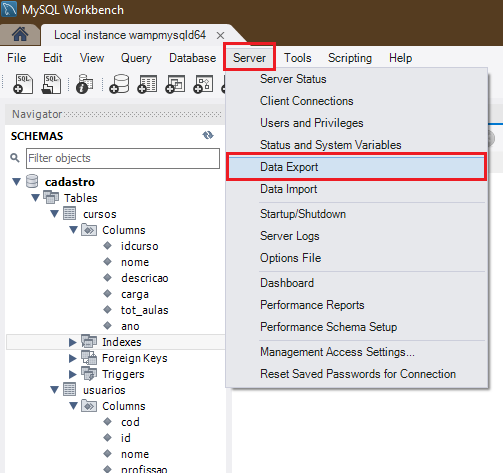 MySQL Workbench
Local instance wampmysqld64 ×
File Edit View Query Database Server Tools Scripting Help
SQL SQL
Navigator
SCHEMAS
Filter objects
cadastro
Tables
cursos
Columns
idcurso
nome
descricao
carga
tot_aulas
ano
Indexes
Foreign Keys
Triggers
usuarios
Columns
cod
id
nome
profissao
Server Status
Client Connections
Users and Privileges
Status and System Variables
Data Export
Data Import
Startup/Shutdown
Server Logs
Options File
Dashboard
Performance Reports
Performance Schema Setup
Management Access Settings...
Reset Saved Passwords for Connection